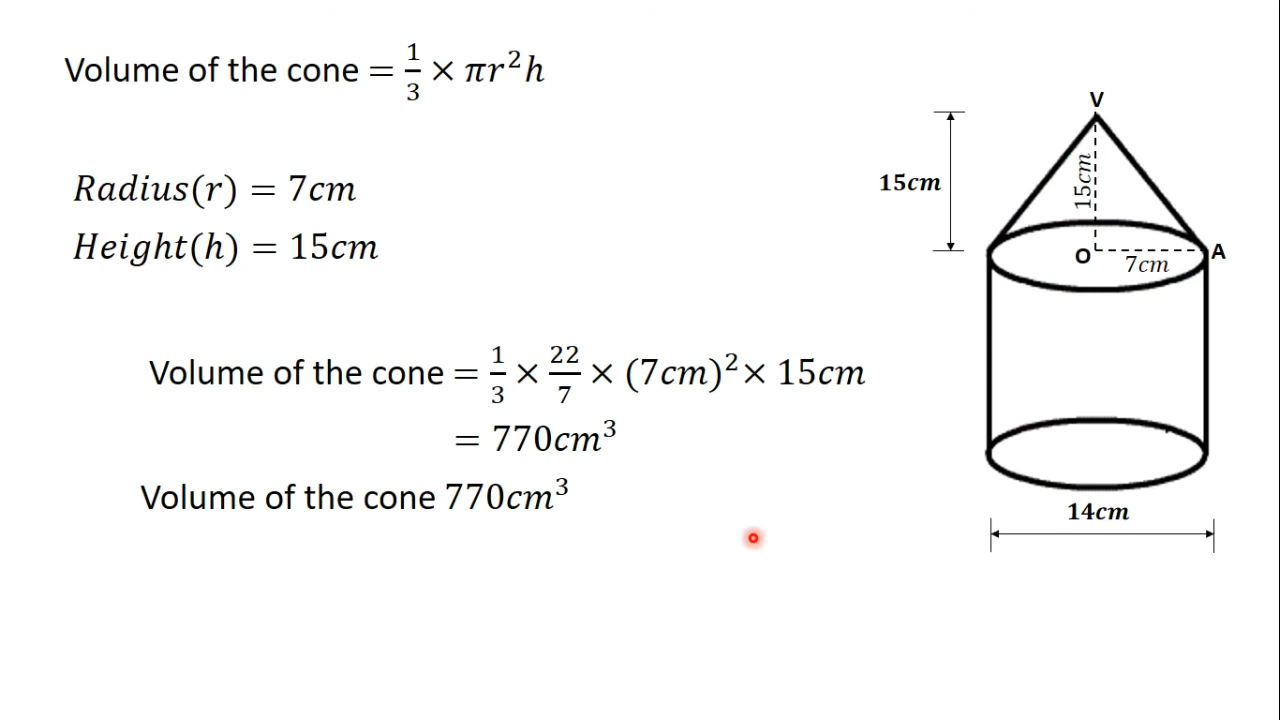 Volume of the cone = 1/3 × πr²h
Radius(r) = 7cm
Height(h) = 15cm
Volume of the cone = 1/3 × 22/7 × (7cm)² × 15cm
= 770cm³
Volume of the cone 770cm³
V
15cm
15cm
O
7cm
A
14cm